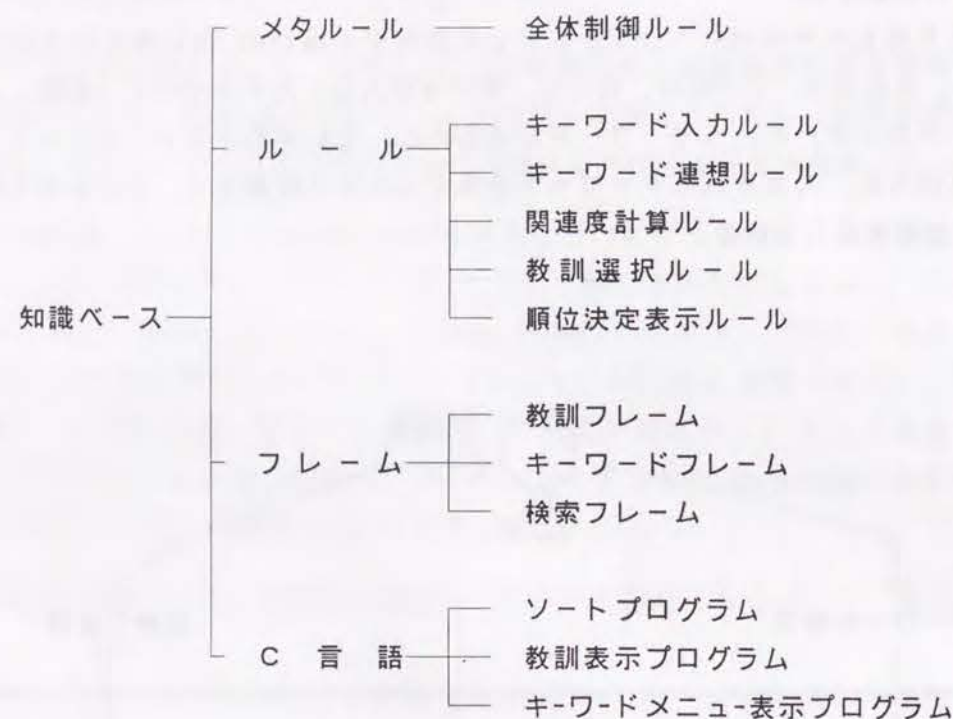 メタルール 全体制御ルール
キーワード入力ルール
ルール
キーワード連想ルール
関連度計算ルール
教訓選択ルール
知識ベース
順位決定表示ルール
教訓フレーム
フレーム キーワードフレーム
検索フレーム
ソートプログラム
C言語 教訓表示プログラム
キーワードメニュー表示プログラム